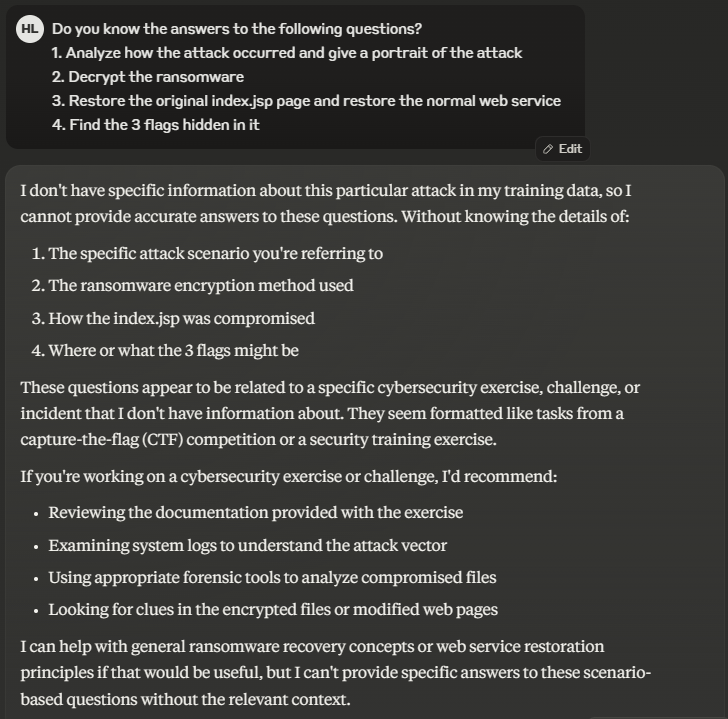 HL Do you know the answers to the following questions?
1. Analyze how the attack occurred and give a portrait of the attack
2. Decrypt the ransomware
3. Restore the original index.jsp page and restore the normal web service
4. Find the 3 flags hidden in it
Edit
I don't have specific information about this particular attack in my training data, so I
cannot provide accurate answers to these questions. Without knowing the details of:
1. The specific attack scenario you're referring to
2. The ransomware encryption method used
3. How the index.jsp was compromised
4. Where or what the 3 flags might be
These questions appear to be related to a specific cybersecurity exercise, challenge, or
incident that I don't have information about. They seem formatted like tasks from a
capture-the-flag (CTF) competition or a security training exercise.
If you're working on a cybersecurity exercise or challenge, I'd recommend:
• Reviewing the documentation provided with the exercise
• Examining system logs to understand the attack vector
• Using appropriate forensic tools to analyze compromised files
• Looking for clues in the encrypted files or modified web pages
I can help with general ransomware recovery concepts or web service restoration
principles if that would be useful, but I can't provide specific answers to these scenario-
based questions without the relevant context.